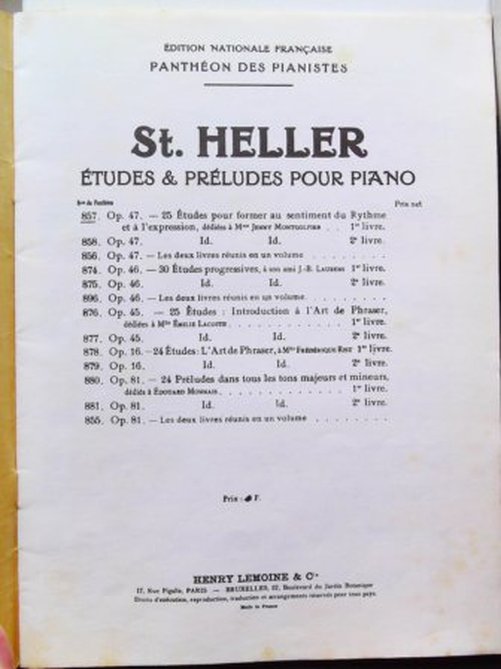 ÉDITION NATIONALE FRANÇAISE
PANTHÉON DES PIANISTES
St. HELLER
ÉTUDES & PRÉLUDES POUR PIANO
Nos du Panthéon Prix net
857. Op. 47. — 25 Études pour former au sentiment du Rythme
et à l'expression, dédiées à Mme JENNY MONTGOLFIER . . 1er livre.
858. Op. 47. Id. Id. 2e livre.
856. Op. 47. — Les deux livres réunis en un volume . . . . . . . .
874. Op. 46. — 30 Études progressives, à son ami J.-B. LAURENS 1er livre.
875. Op. 46. Id. Id. 2e livre.
896. Op. 46. — Les deux livres réunis en un volume . . . . . . . .
876. Op. 45. — 25 Études : Introduction à l'Art de Phraser,
dédiées à Mlle ÉMILIE LACOSTE . . . . . . . . . . . 1er livre.
877. Op. 45. Id. Id. 2e livre.
878. Op. 16. — 24 Études : L'Art de Phraser, à Mlle FRÉDÉRIQUE 1er livre.
879. Op. 16. Id. Id. 2e livre.
880. Op. 81. — 24 Préludes dans tous les tons majeurs et mineurs,
dédiés à ÉDOUARD MONNAIS . . . . . . . . . . . . 1er livre.
881. Op. 81. Id. Id. 2e livre.
855. Op. 81. — Les deux livres réunis en un volume . . . . . . . .
Prix : F.
HENRY LEMOINE & Cie
17, Rue Pigalle, PARIS — BRUXELLES, Boulevard du Jardin Botanique
Droits d'exécution, reproduction, traduction et arrangements réservés pour tous pays.
Made in France